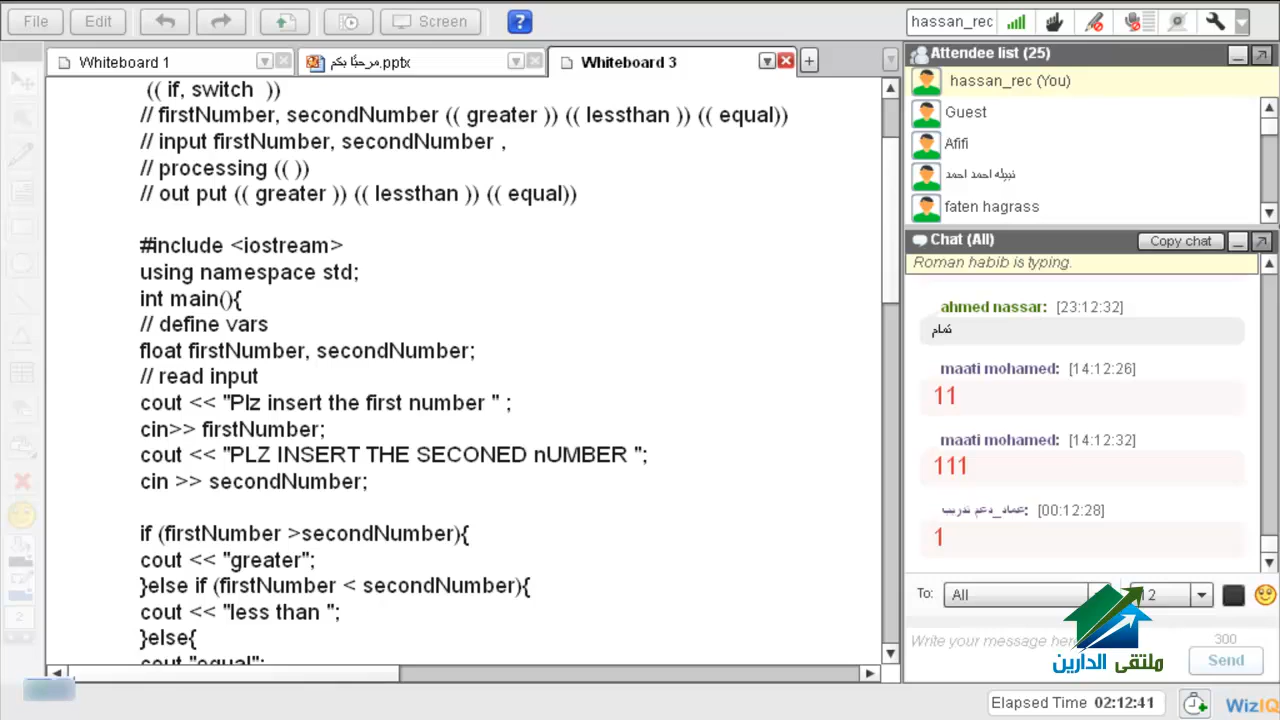 File
Edit
Screen
?
hassan_rec
Whiteboard 1
مرحبًا بكم.pptx
Whiteboard 3
(( if, switch ))
// firstNumber, secondNumber (( greater )) (( lessthan )) (( equal))
// input firstNumber, secondNumber ,
// processing (( ))
// out put (( greater )) (( lessthan )) (( equal))
#include <iostream>
using namespace std;
int main(){
// define vars
float firstNumber, secondNumber;
// read input
cout << "Plz insert the first number " ;
cin>> firstNumber;
cout << "PLZ INSERT THE SECONED nUMBER ";
cin >> secondNumber;
if (firstNumber >secondNumber){
cout << "greater";
}else if (firstNumber < secondNumber){
cout << "less than ";
}else{
cout "equal";
2
Attendee list (25)
hassan_rec (You)
Guest
Afifi
نبيله احمد احمد
faten hagrass
Chat (All)
Copy chat
Roman habib is typing.
ahmed nassar: [23:12:32]
تمام
maati mohamed: [14:12:26]
11
maati mohamed: [14:12:32]
111
عماد_دعم تدريب: [00:12:28]
1
To:
All
12
Write your message here
300
Send
ملتقى الدارين
Elapsed Time 02:12:41
WizIQ